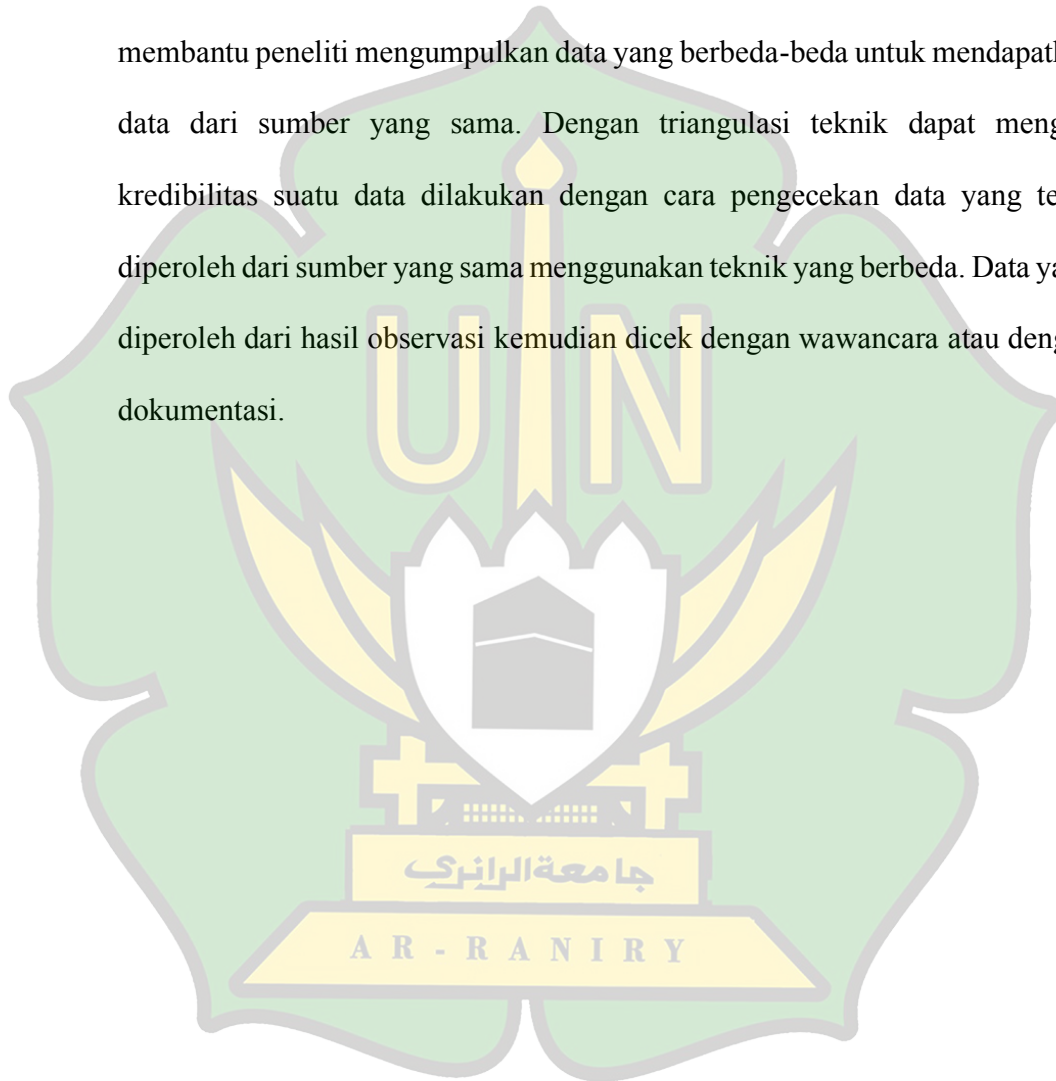 membantu peneliti mengumpulkan data yang berbeda-beda untuk mendapatk
data dari sumber yang sama. Dengan triangulasi teknik dapat meng
kredibilitas suatu data dilakukan dengan cara pengecekan data yang te
diperoleh dari sumber yang sama menggunakan teknik yang berbeda. Data ya
diperoleh dari hasil observasi kemudian dicek dengan wawancara atau deng
dokumentasi.
UIN
جامعة الرانري
AR-RANIRY